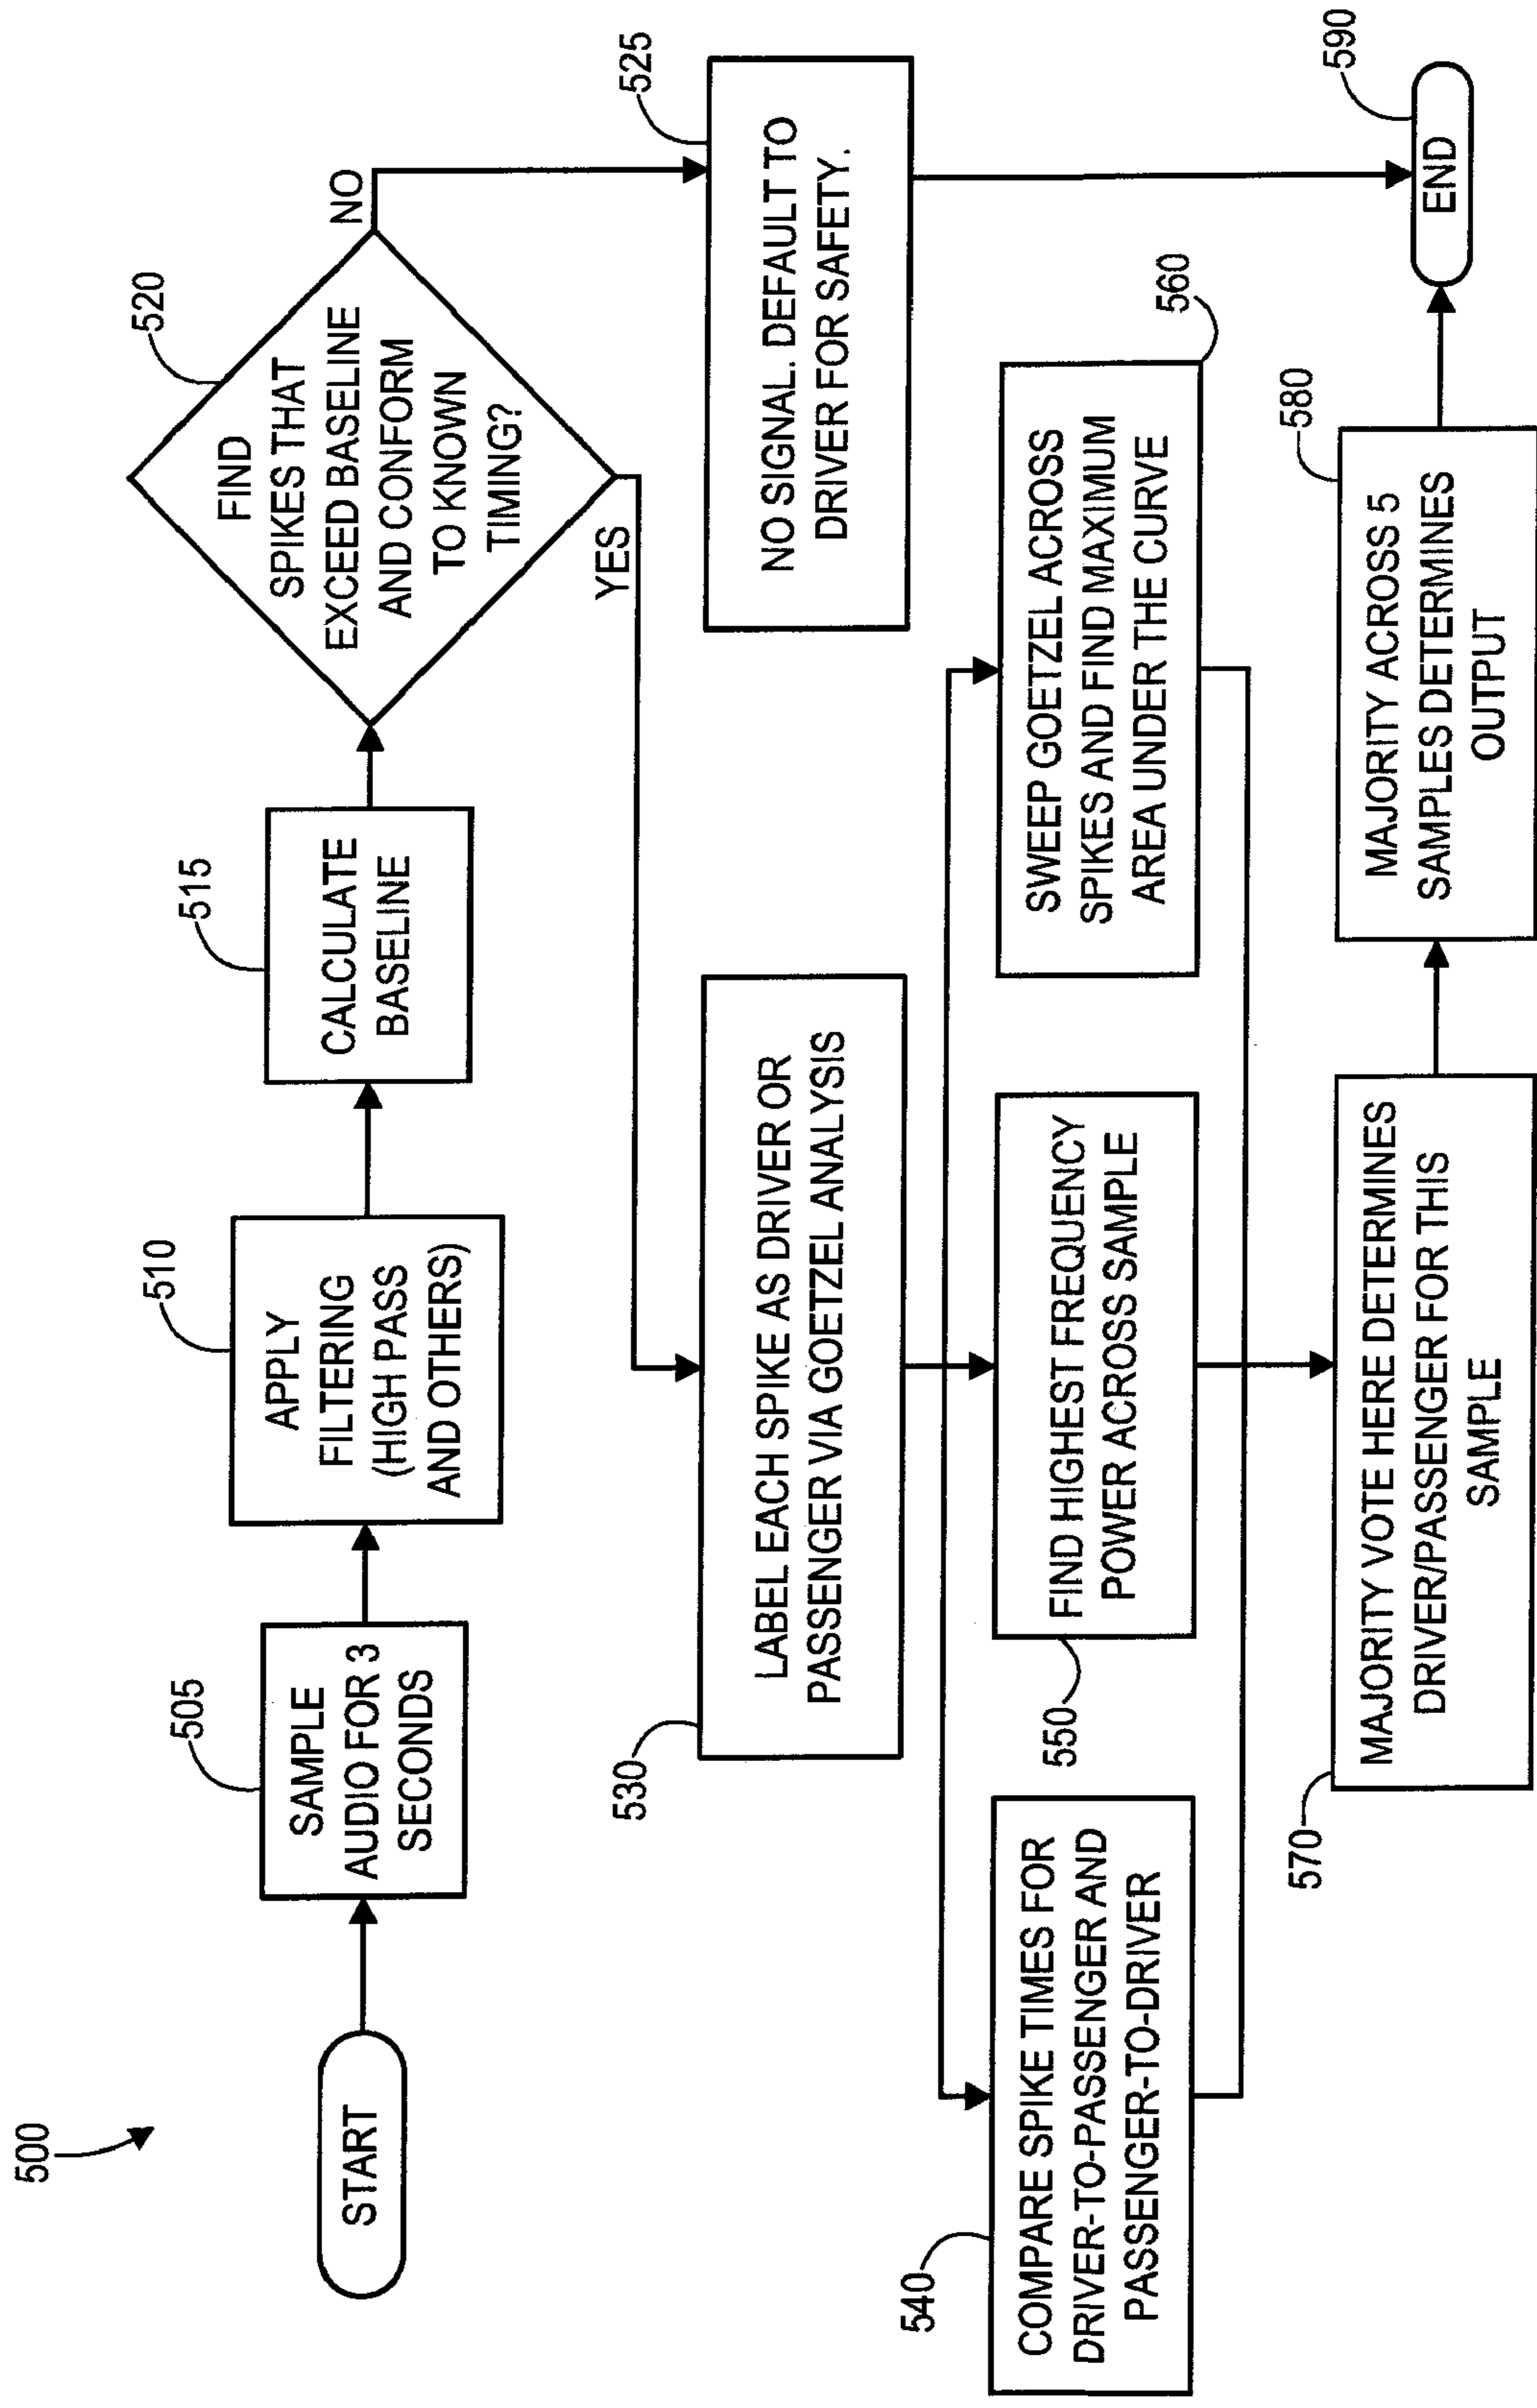 500
START
505
SAMPLE
AUDIO FOR 3
SECONDS
510
APPLY
FILTERING
(HIGH PASS
AND OTHERS)
515
CALCULATE
BASELINE
520
FIND
SPIKES THAT
EXCEED BASELINE
AND CONFORM
TO KNOWN
TIMING?
NO
YES
525
NO SIGNAL. DEFAULT TO
DRIVER FOR SAFETY.
530
LABEL EACH SPIKE AS DRIVER OR
PASSENGER VIA GOETZEL ANALYSIS
540
COMPARE SPIKE TIMES FOR
DRIVER-TO-PASSENGER AND
PASSENGER-TO-DRIVER
550
FIND HIGHEST FREQUENCY
POWER ACROSS SAMPLE
560
SWEEP GOETZEL ACROSS
SPIKES AND FIND MAXIMUM
AREA UNDER THE CURVE
570
MAJORITY VOTE HERE DETERMINES
DRIVER/PASSENGER FOR THIS
SAMPLE
580
MAJORITY ACROSS 5
SAMPLES DETERMINES
OUTPUT
590
END